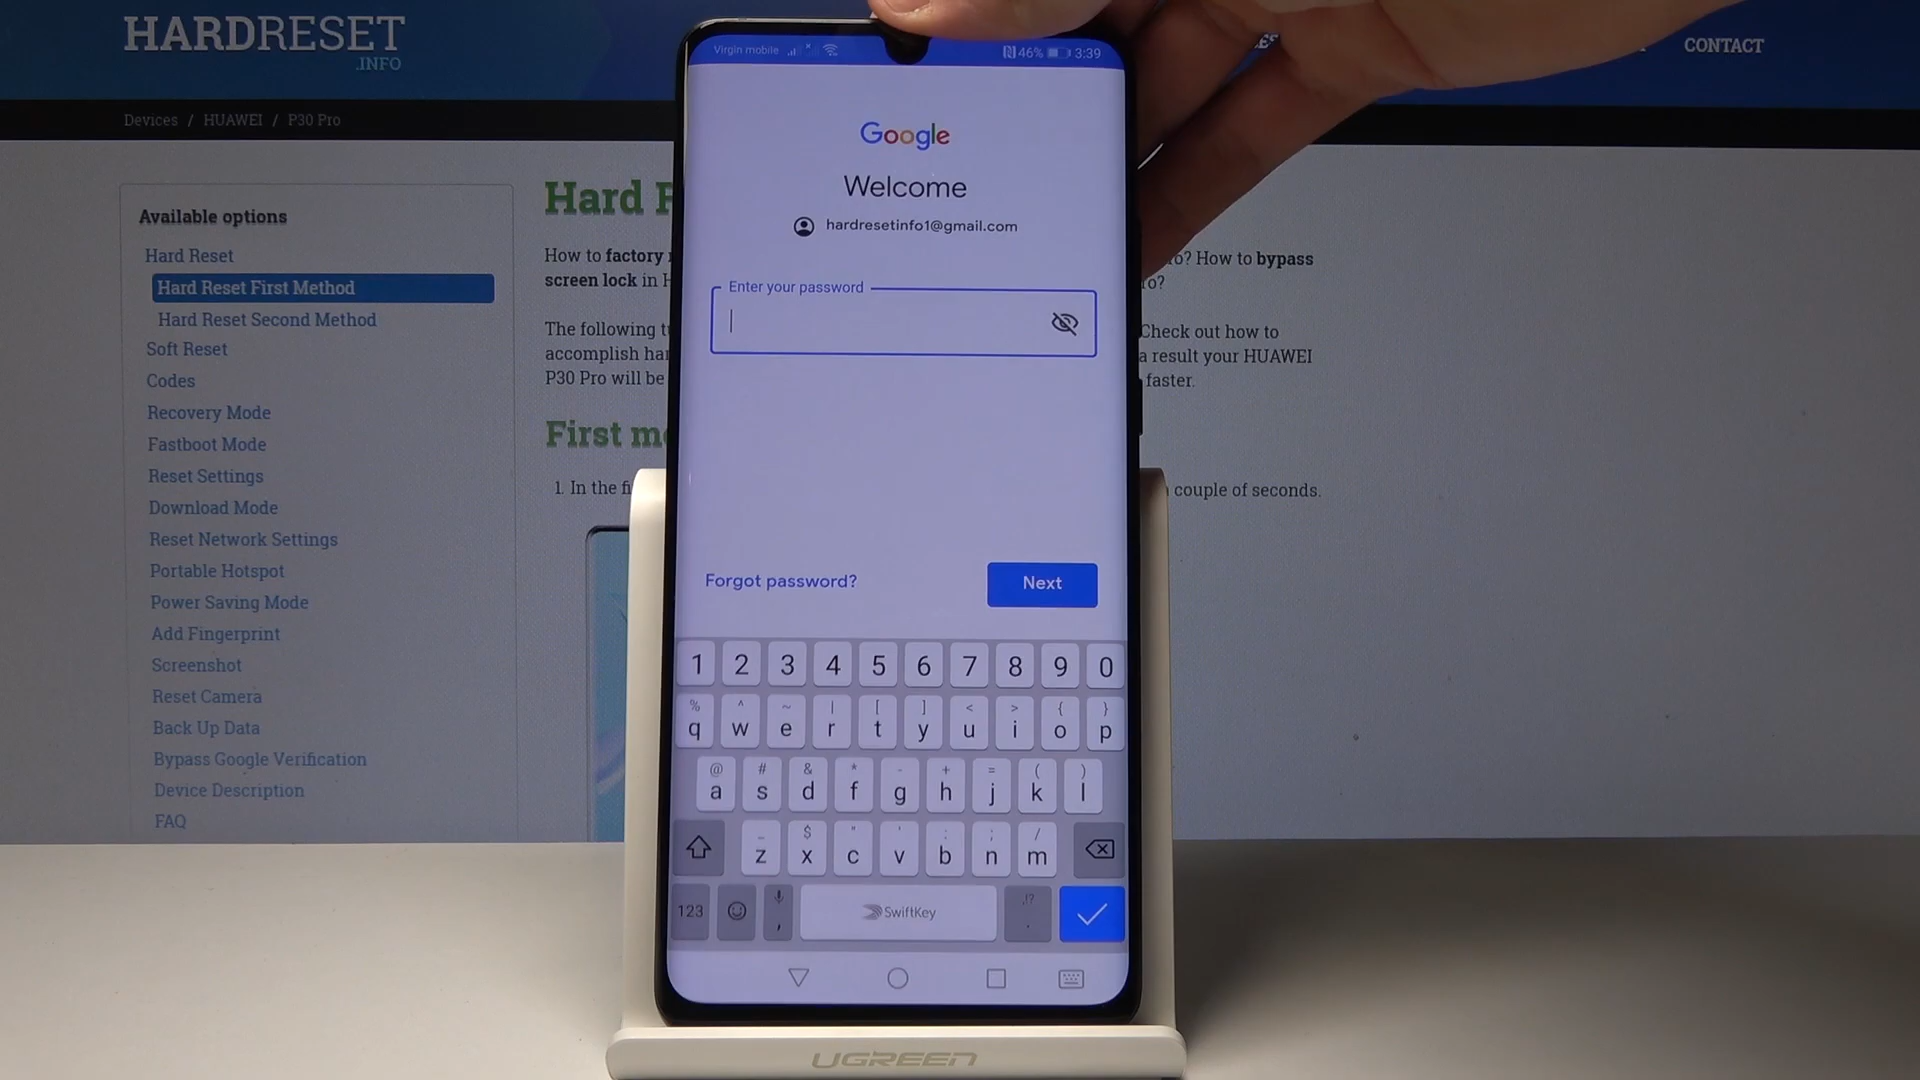 HARDRESET
.INFO
CONTACT
Devices / HUAWEI / P30 Pro
Available options
Hard Reset
Hard Reset First Method
Hard Reset Second Method
Soft Reset
Codes
Recovery Mode
Fastboot Mode
Reset Settings
Download Mode
Reset Network Settings
Portable Hotspot
Power Saving Mode
Add Fingerprint
Screenshot
Reset Camera
Back Up Data
Bypass Google Verification
Device Description
FAQ
Hard
How to factory
screen lock in
The following
accomplish
P30 Pro will be
First
1. In the
? How to bypass
Check out how to
a result your HUAWEI
faster.
couple of seconds.
Virgin mobile
46% 3:39
Google
Welcome
hardresetinfo1@gmail.com
Enter your password
Forgot password?
Next
1 2 3 4 5 6 7 8 9 0
% ^ ~ | [ ] < > { }
q w e r t y u i o p
@ # & * - + = ( )
a s d f g h j k l
_ $ " ' : ; /
z x c v b n m
123 , SwiftKey ,!? .
UGREEN